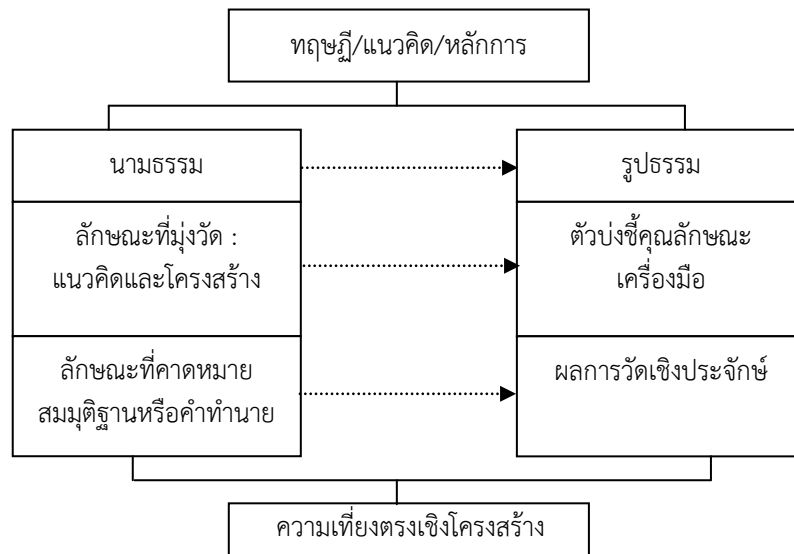 ทฤษฏี/แนวคิด/หลักการ
นามธรรม
รูปธรรม
ลักษณะที่มุ่งวัด :
แนวคิดและโครงสร้าง
ตัวบ่งชี้คุณลักษณะ
เครื่องมือ
ลักษณะที่คาดหมาย
สมมุติฐานหรือคำทำนาย
ผลการวัดเชิงประจักษ์
ความเที่ยงตรงเชิงโครงสร้าง